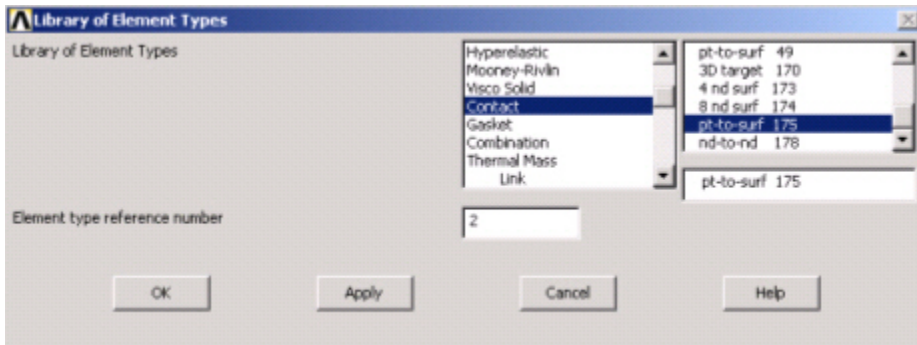 Library of Element Types
Library of Element Types
Hyperelastic
Mooney-Rivlin
Visco Solid
Contact
Gasket
Combination
Thermal Mass
Link
pt-to-surf 49
3D target 170
4 nd surf 173
8 nd surf 174
pt-to-surf 175
nd-to-nd 178
pt-to-surf 175
Element type reference number
2
OK
Apply
Cancel
Help